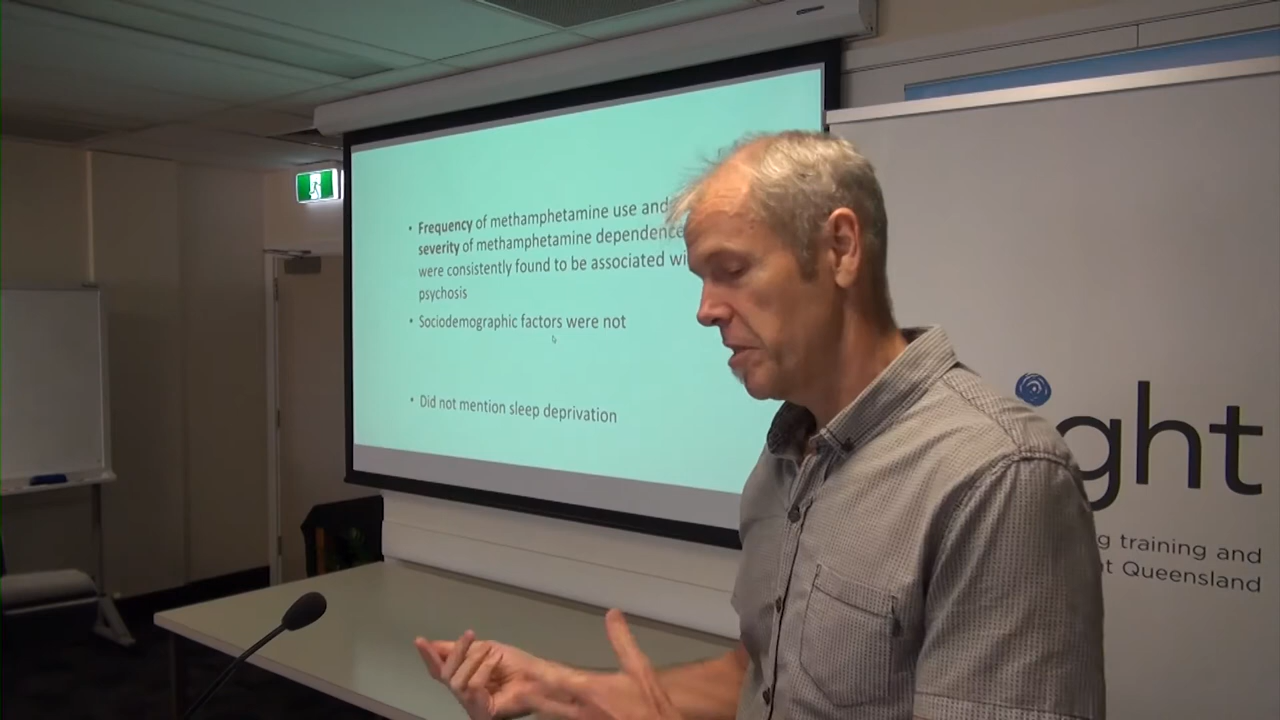 Frequency of methamphetamine use and
severity of methamphetamine dependence
were consistently found to be associated wi
psychosis
Sociodemographic factors were not
Did not mention sleep deprivation
ght
g training and
t Queensland